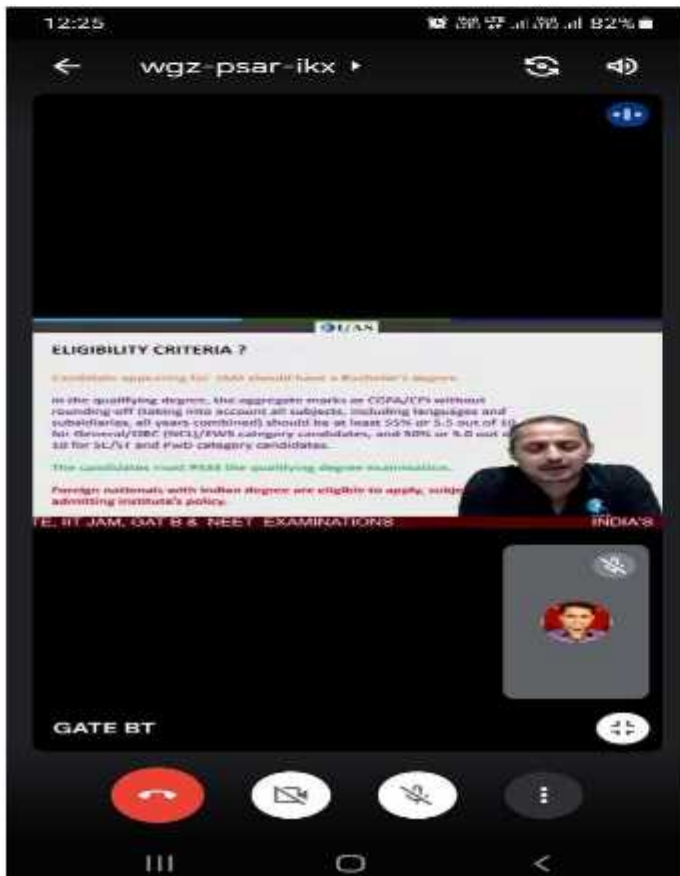 12:25
82%
wgz-psar-ikx
ELIGIBILITY CRITERIA ?
Candidate appearing for JAM should have a Bachelor's degree.
In the qualifying degree, the aggregate marks or CGPA/CPI without
rounding-off (taking into account all subjects, including languages and
subsidiaries, all years combined) should be at least 55% or 5.5 out of 10
for General/OBC (NCL)/EWS category candidates, and 50% or 5.0 out
10 for SC/ST and PwD category candidates.
The candidates must PASS the qualifying degree examination.
Foreign nationals with Indian degree are eligible to apply,
admitting institute's policy.
TE, IIT JAM, GAT B & NEET EXAMINATIONS
INDIA'S
GATE BT